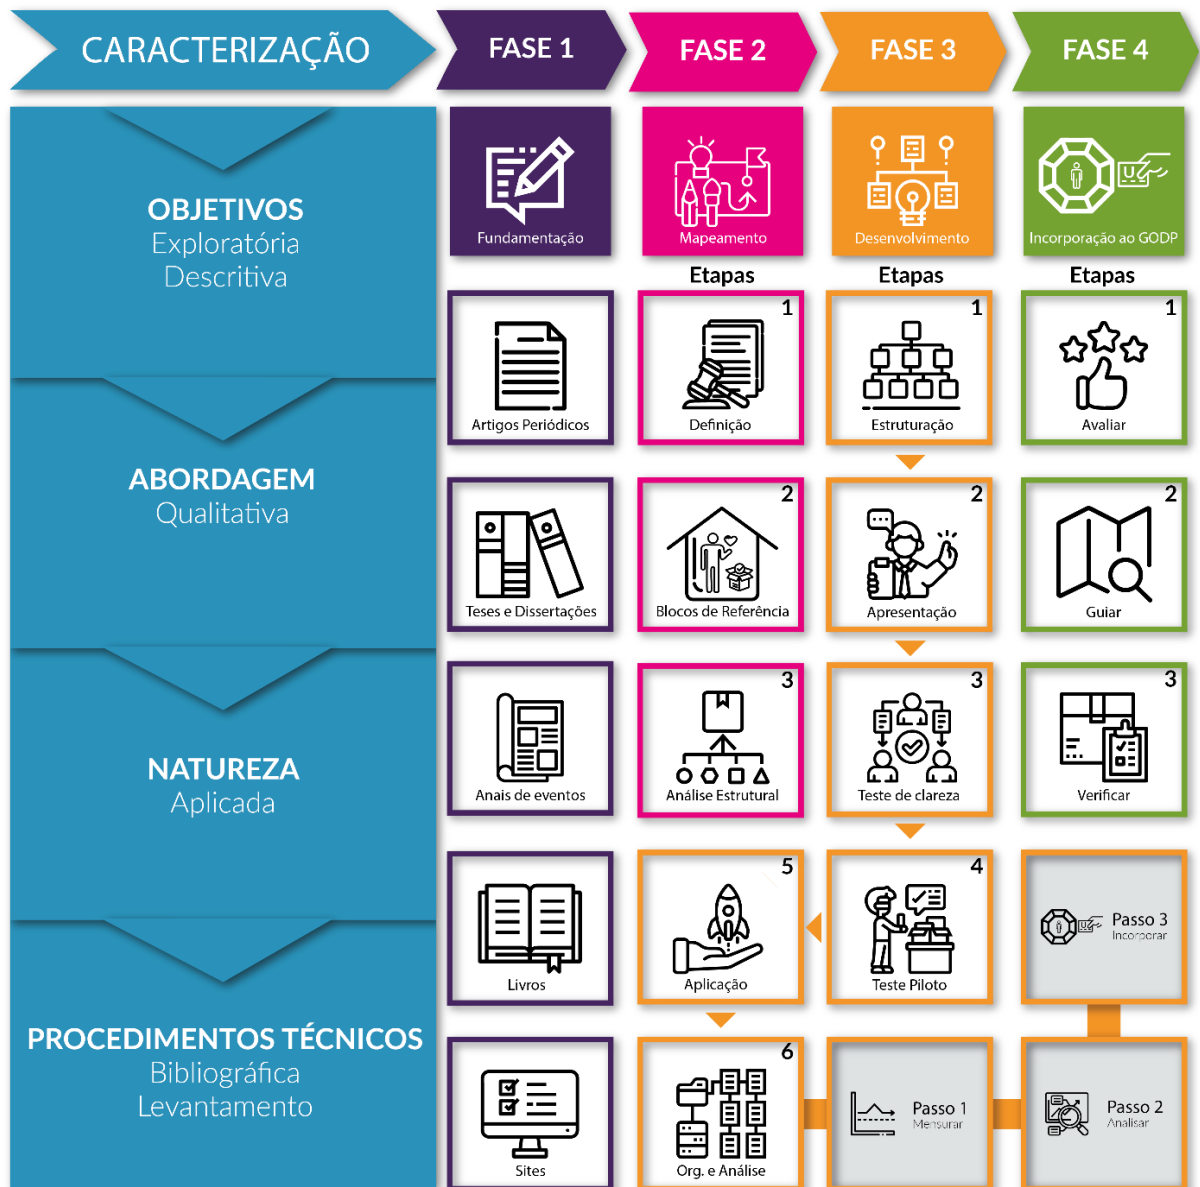 CARACTERIZAÇÃO
FASE 1
FASE 2
FASE 3
FASE 4
OBJETIVOS
Exploratória
Descritiva
Fundamentação
Mapeamento
Desenvolvimento
Incorporação ao GODP
Etapas
Etapas
Etapas
Artigos Periódicos
1
Definição
1
Estruturação
1
Avaliar
ABORDAGEM
Qualitativa
Teses e Dissertações
2
Blocos de Referência
2
Apresentação
2
Guiar
NATUREZA
Aplicada
Anais de eventos
3
Análise Estrutural
3
Teste de clareza
3
Verificar
PROCEDIMENTOS TÉCNICOS
Bibliográfica
Levantamento
Livros
5
Aplicação
4
Teste Piloto
Passo 3
Incorporar
Sites
6
Org. e Análise
Passo 1
Mensurar
Passo 2
Analisar